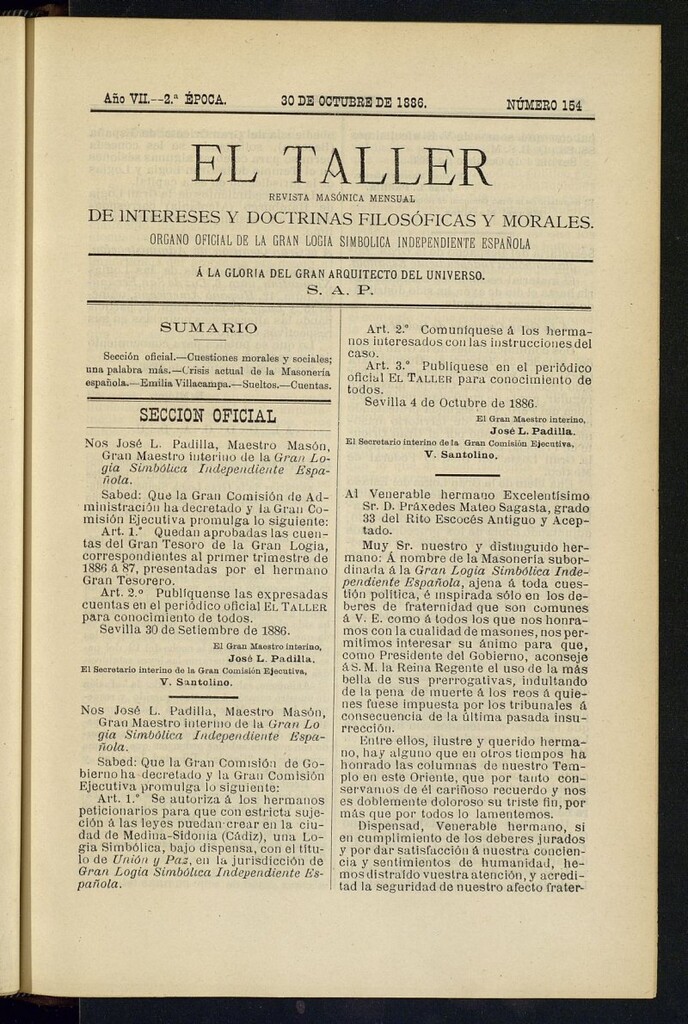 Año VII.--2.ª ÉPOCA. 30 DE OCTUBRE DE 1886. NÚMERO 154
EL TALLER
REVISTA MASÓNICA MENSUAL
DE INTERESES Y DOCTRINAS FILOSÓFICAS Y MORALES.
ORGANO OFICIAL DE LA GRAN LOGIA SIMBOLICA INDEPENDIENTE ESPAÑOLA
Á LA GLORIA DEL GRAN ARQUITECTO DEL UNIVERSO.
S. A. P.
SUMARIO
Sección oficial.—Cuestiones morales y sociales;
una palabra más.—Crisis actual de la Masonería
española.—Emilia Villacampa.—Sueltos.—Cuentas.
SECCION OFICIAL
Nos José L. Padilla, Maestro Masón,
Gran Maestro interino de la Gran Lo-
gia Simbólica Independiente Espa-
ñola.
Sabed: Que la Gran Comisión de Ad-
ministración ha decretado y la Gran Co-
misión Ejecutiva promulga lo siguiente:
Art. 1.° Quedan aprobadas las cuen-
tas del Gran Tesoro de la Gran Logia,
correspondientes al primer trimestre de
1886 á 87, presentadas por el hermano
Gran Tesorero.
Art. 2.º Publíquense las expresadas
cuentas en el periódico oficial EL TALLER
para conocimiento de todos.
Sevilla 30 de Setiembre de 1886.
El Gran Maestro interino,
José L. Padilla.
El Secretario interino de la Gran Comisión Ejecutiva,
V. Santolino.
Nos José L. Padilla, Maestro Masón,
Gran Maestro interino de la Gran Lo
gia Simbólica Independiente Espa-
ñola.
Sabed: Que la Gran Comisión de Go-
bierno ha decretado y la Gran Comisión
Ejecutiva promulga lo siguiente:
Art. 1.° Se autoriza á los hermanos
peticionarios para que con estricta suje-
ción á las leyes puedan crear en la ciu-
dad de Medina-Sidonia (Cádiz), una Lo-
gia Simbólica, bajo dispensa, con el títu-
lo de Unión y Paz, en la jurisdicción de
Gran Logia Simbólica Independiente Es-
pañola.
Art. 2.° Comuníquese á los herma-
nos interesados con las instrucciones del
caso.
Art. 3.° Publíquese en el periódico
oficial EL TALLER para conocimiento de
todos.
Sevilla 4 de Octubre de 1886.
El Gran Maestro interino,
José L. Padilla.
El Secretario interino de la Gran Comisión Ejecutiva,
V. Santolino.
Al Venerable hermano Excelentísimo
Sr. D. Práxedes Mateo Sagasta, grado
33 del Rito Escocés Antiguo y Acep-
tado.
Muy Sr. nuestro y distinguido her-
mano: Á nombre de la Masonería subor-
dinada á la Gran Logia Simbólica Inde-
pendiente Española, ajena á toda cues-
tión política, é inspirada sólo en los de-
beres de fraternidad que son comunes
á V. E. como á todos los que nos honra-
mos con la cualidad de masones, nos per-
mitimos interesar su ánimo para que,
como Presidente del Gobierno, aconseje
á S. M. la Reina Regente el uso de la más
bella de sus prerrogativas, indultando
de la pena de muerte á los reos á quie-
nes fuese impuesta por los tribunales á
consecuencia de la última pasada insu-
rrección.
Entre ellos, ilustre y querido herma-
no, hay alguno que en otros tiempos ha
honrado las columnas de nuestro Tem-
plo en este Oriente, que por tanto con-
servamos de él cariñoso recuerdo y nos
es doblemente doloroso su triste fin, por
más que por todos lo lamentemos.
Dispensad, Venerable hermano, si
en cumplimiento de los deberes jurados
y por dar satisfacción á nuestra concien-
cia y sentimientos de humanidad, he-
mos distraído vuestra atención, y acredi-
tad la seguridad de nuestro afecto frater-